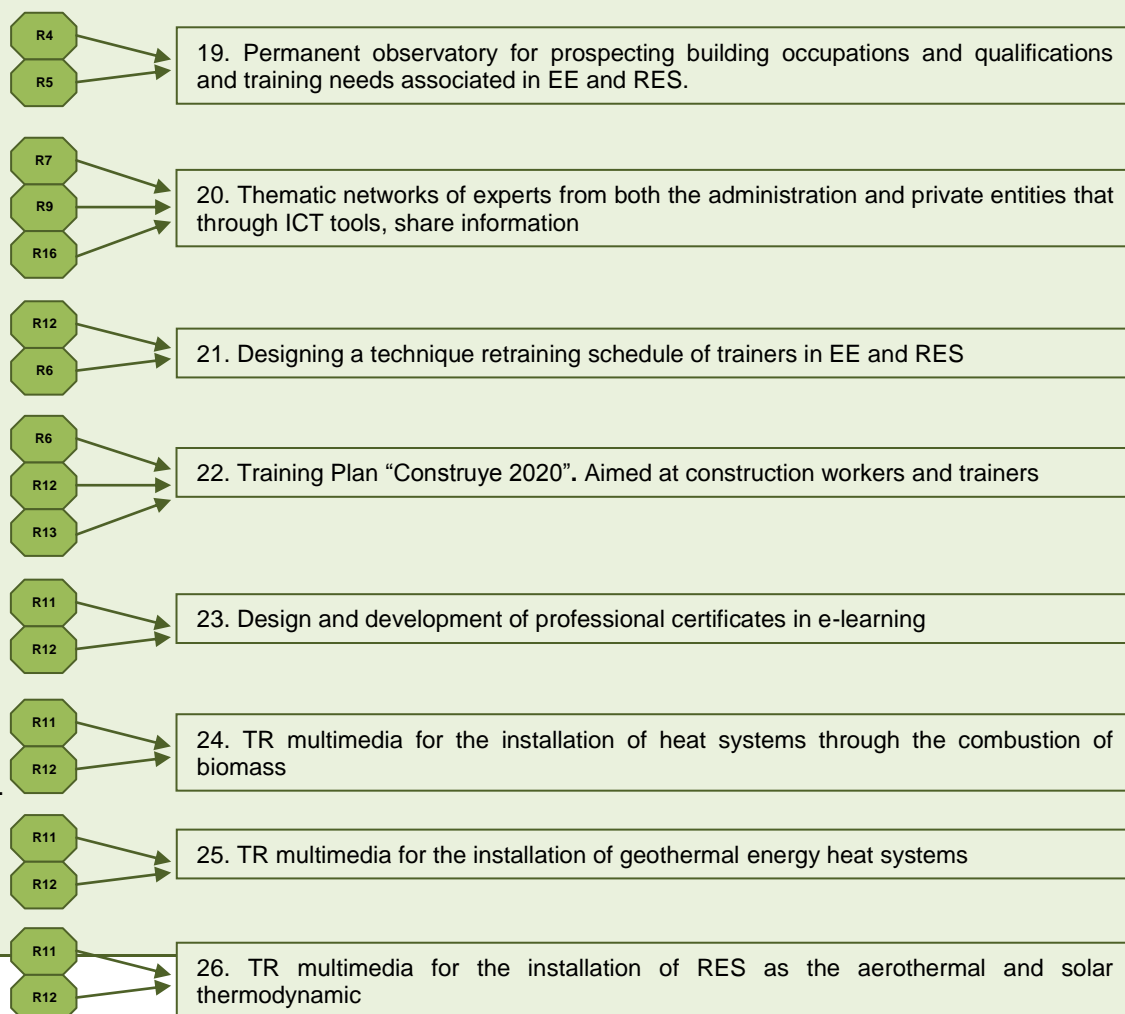 R4
R5
19. Permanent observatory for prospecting building occupations and qualifications
and training needs associated in EE and RES.
R7
R9
R16
20. Thematic networks of experts from both the administration and private entities that
through ICT tools, share information
R12
R6
21. Designing a technique retraining schedule of trainers in EE and RES
R6
R12
R13
22. Training Plan “Construye 2020”. Aimed at construction workers and trainers
R11
R12
23. Design and development of professional certificates in e-learning
R11
R12
24. TR multimedia for the installation of heat systems through the combustion of
biomass
R11
R12
25. TR multimedia for the installation of geothermal energy heat systems
R11
R12
26. TR multimedia for the installation of RES as the aerothermal and solar
thermodynamic